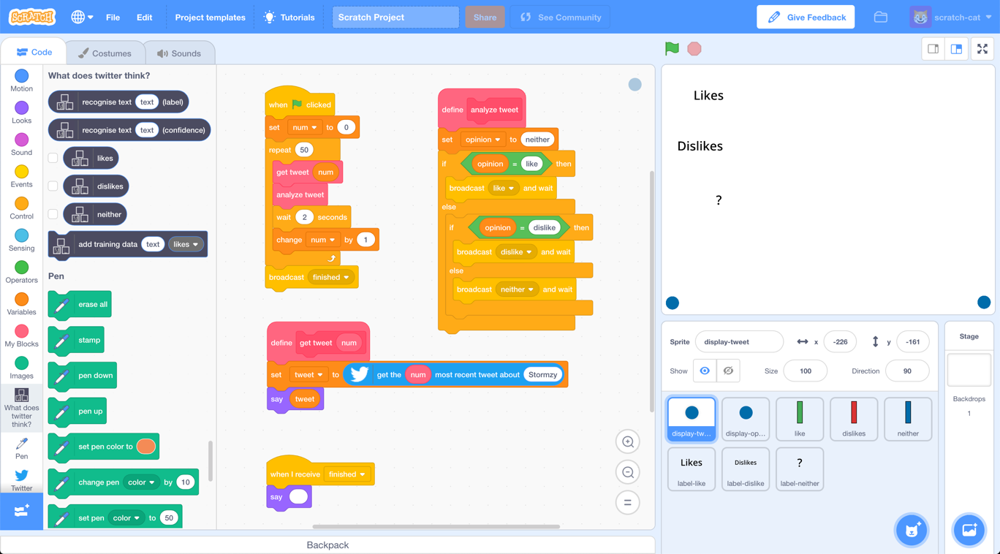 SCRATCH File Edit Project templates Tutorials Scratch Project Share See Community Give Feedback scratch-cat
Code Costumes Sounds
Motion
Looks
Sound
Events
Control
Sensing
Operators
Variables
My Blocks
Images
What does
twitter
think?
Pen
Twitter
What does twitter think?
recognise text text (label)
recognise text text (confidence)
likes
dislikes
neither
add training data text likes
Pen
erase all
stamp
pen down
pen up
set pen color to
change pen color by 10
set pen color to 50
when clicked
set num to 0
repeat 50
get tweet num
analyze tweet
wait 2 seconds
change num by 1
broadcast finished
define get tweet num
set tweet to get the num most recent tweet about Stormzy
say tweet
when I receive finished
say
define analyze tweet
set opinion to neither
if opinion = like then
broadcast like and wait
else
if opinion = dislike then
broadcast dislike and wait
else
broadcast neither and wait
Backpack
Likes
Dislikes
?
Sprite display-tweet x -226 y -161
Show Size 100 Direction 90
display-tw...
display-op...
like
dislikes
neither
Likes
label-like
Dislikes
label-dislike
?
label-neither
Stage
Backdrops
1